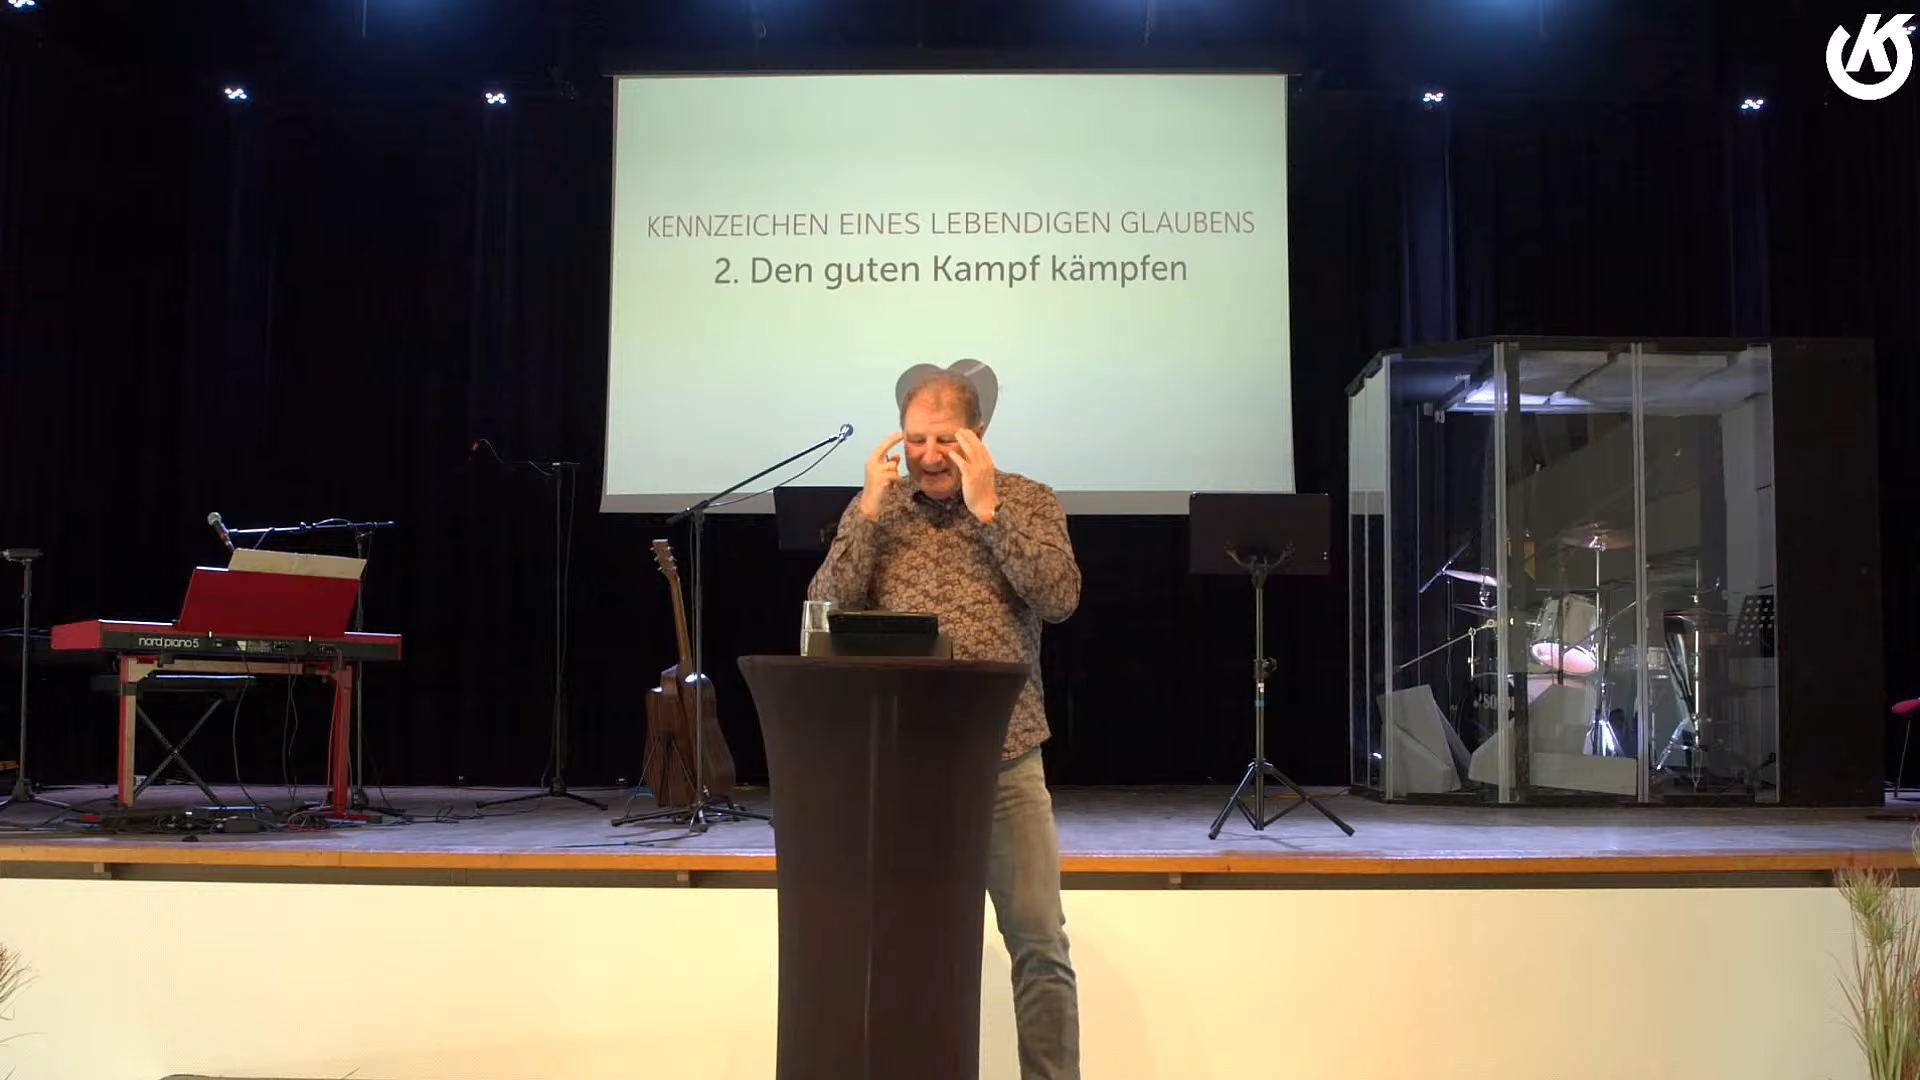 KENNZEICHEN EINES LEBENDIGEN GLAUBENS
2. Den guten Kampf kämpfen
nord piano 5